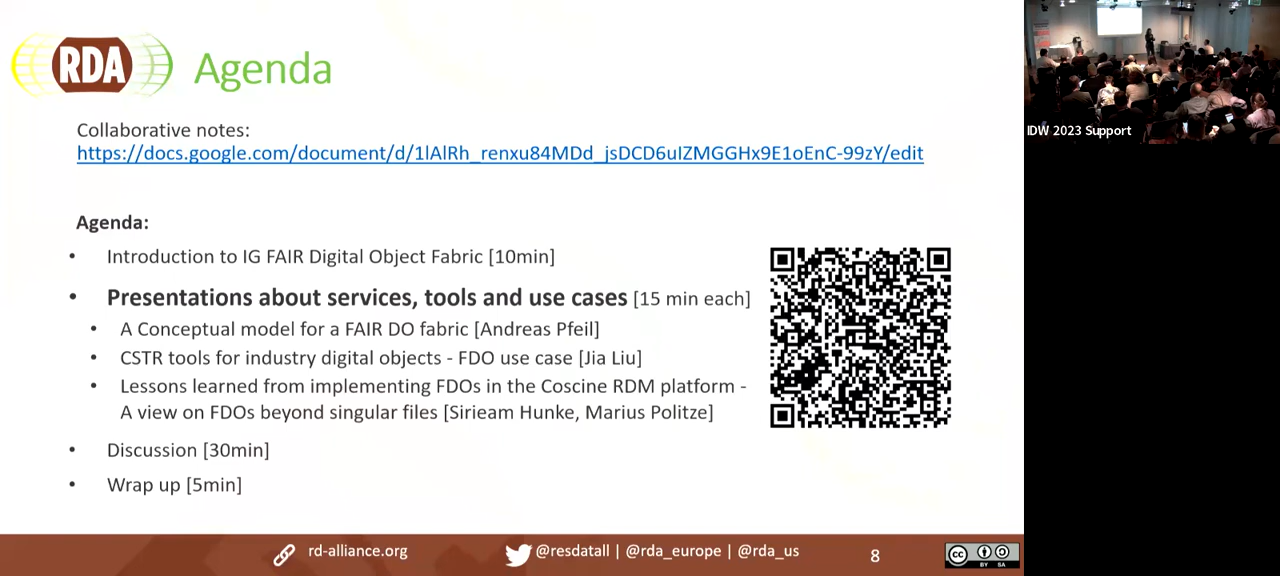 RDA
Agenda
IDW 2023 Support
Collaborative notes:
https://docs.google.com/document/d/1lAlRh_renxu84MDd_jsDCD6uIZMGGHx9E1oEnC-99zY/edit
Agenda:
• Introduction to IG FAIR Digital Object Fabric [10min]
• Presentations about services, tools and use cases [15 min each]
• A Conceptual model for a FAIR DO fabric [Andreas Pfeil]
• CSTR tools for industry digital objects - FDO use case [Jia Liu]
• Lessons learned from implementing FDOs in the Coscine RDM platform -
A view on FDOs beyond singular files [Sirieam Hunke, Marius Politze]
• Discussion [30min]
• Wrap up [5min]
rd-alliance.org
@resdatall | @rda_europe | @rda_us
8
cc BY SA